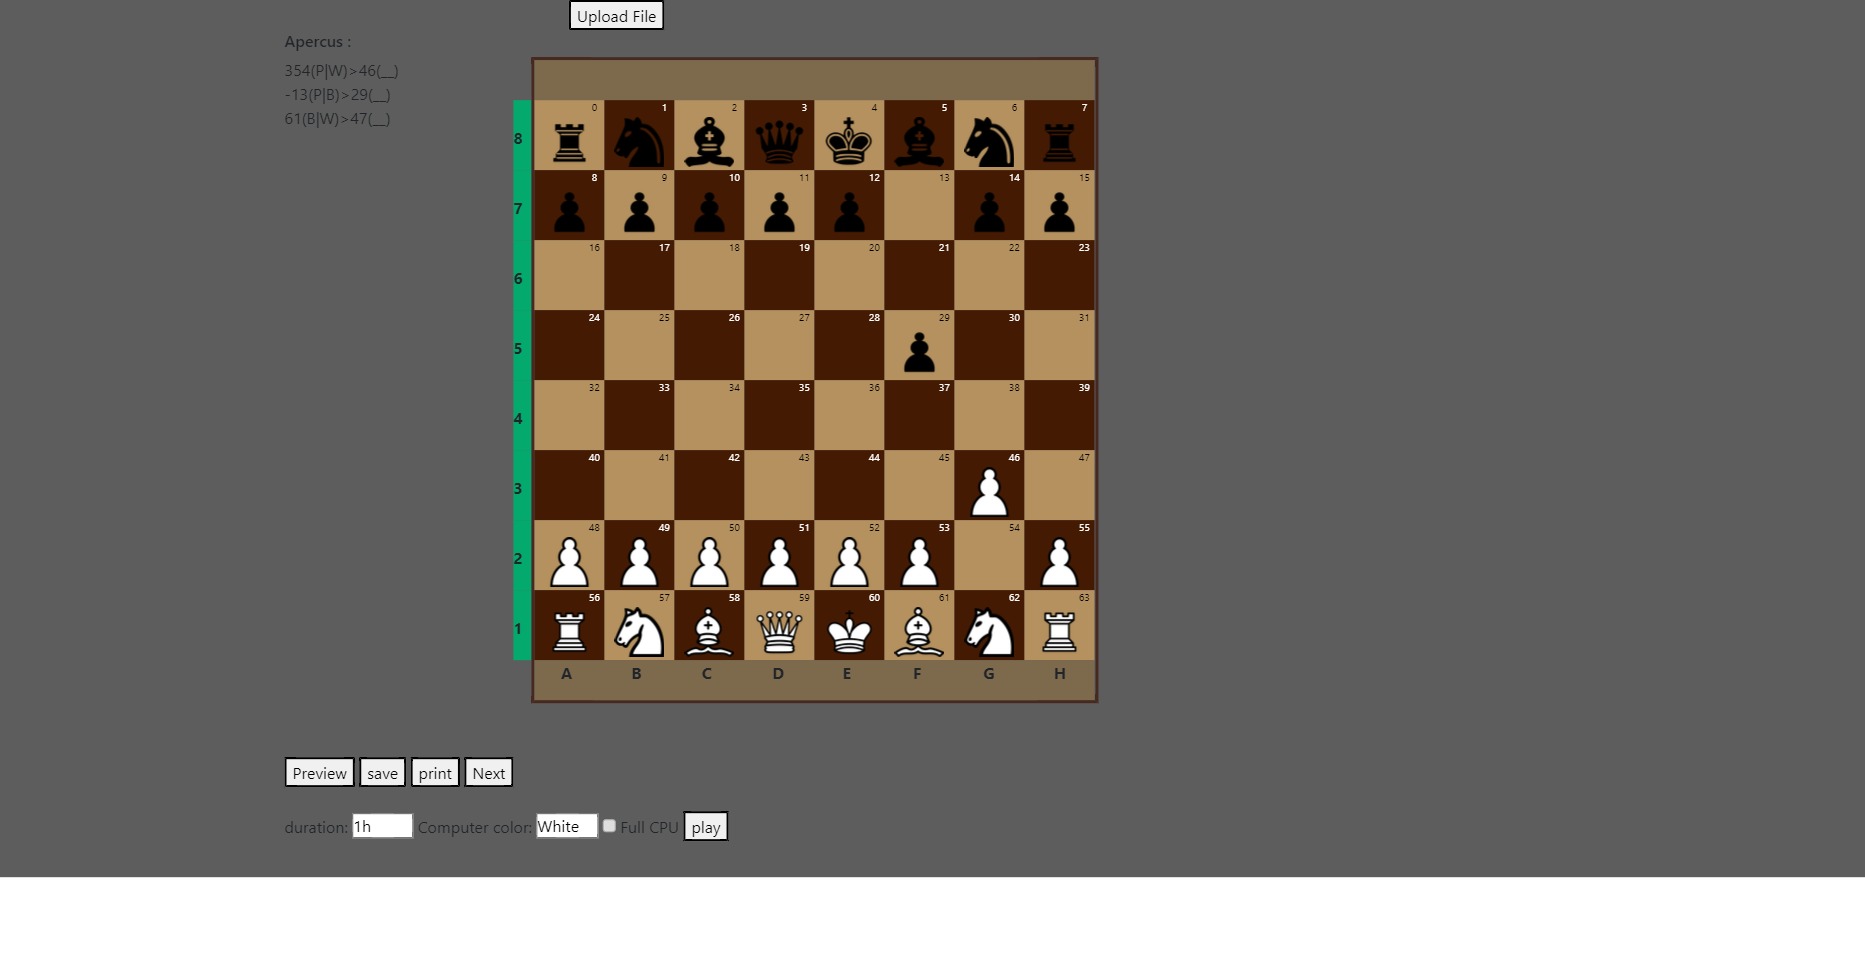 Upload File
Apercus :
354(P|W)>46(__)
-13(P|B)>29(__)
61(B|W)>47(__)
0 1 2 3 4 5 6 7
8
8 9 10 11 12 13 14 15
7
16 17 18 19 20 21 22 23
6
24 25 26 27 28 29 30 31
5
32 33 34 35 36 37 38 39
4
40 41 42 43 44 45 46 47
3
48 49 50 51 52 53 54 55
2
56 57 58 59 60 61 62 63
1
A B C D E F G H
Preview save print Next
duration: 1h Computer color: White Full CPU play